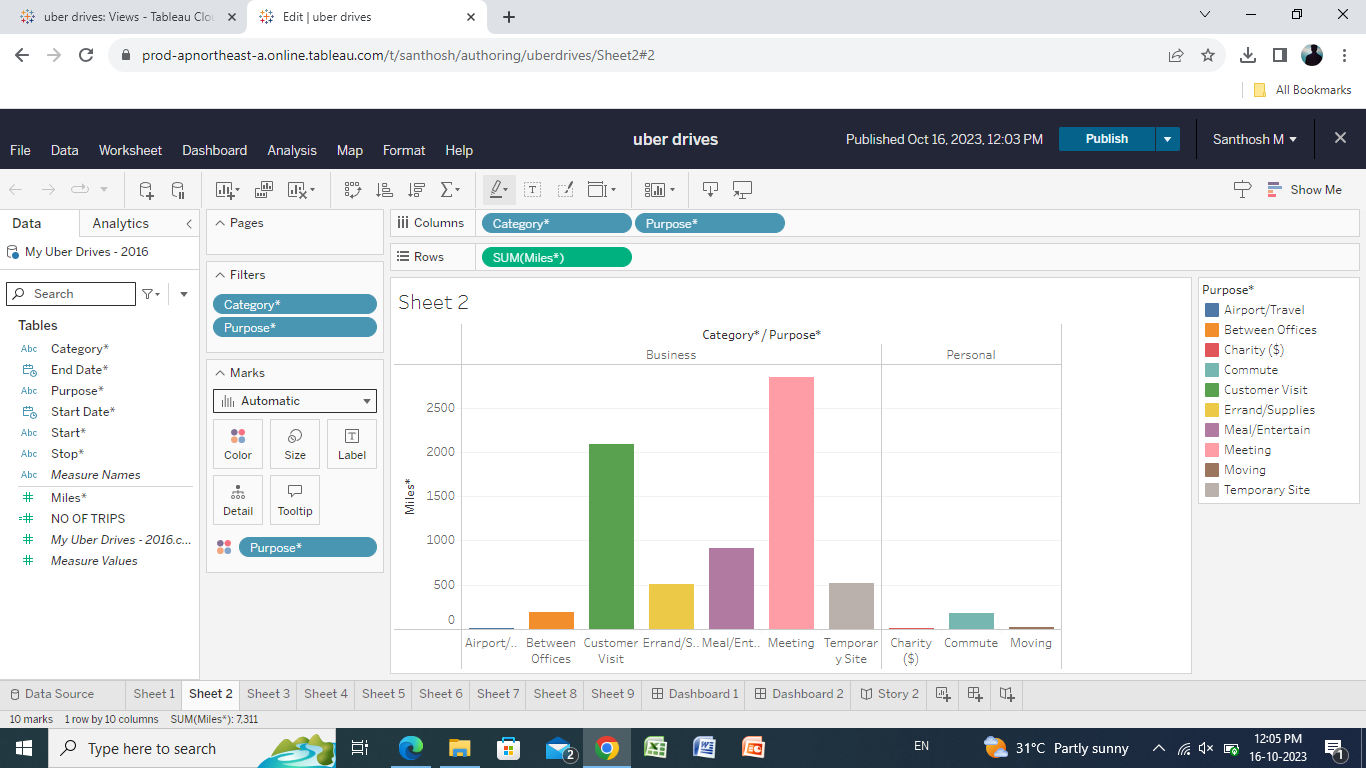 uber drives: Views - Tableau Clou
Edit | uber drives
prod-apnortheast-a.online.tableau.com/t/santhosh/authoring/uberdrives/Sheet2#2
All Bookmarks
File Data Worksheet Dashboard Analysis Map Format Help
uber drives
Published Oct 16, 2023, 12:03 PM
Publish
Santhosh M
Show Me
Data Analytics
My Uber Drives - 2016
Search
Tables
Abc Category*
End Date*
Abc Purpose*
Start Date*
Abc Start*
Abc Stop*
Abc Measure Names
Miles*
NO OF TRIPS
My Uber Drives - 2016.c...
Measure Values
Pages
Filters
Category*
Purpose*
Marks
Automatic
Color Size Label
Detail Tooltip
Purpose*
Columns Category* Purpose*
Rows SUM(Miles*)
Sheet 2
Category* / Purpose*
Business Personal
Miles*
2500
2000
1500
1000
500
0
Airport/..
Between Offices
Customer Visit
Errand/S..
Meal/Ent..
Meeting
Temporar y Site
Charity ($)
Commute
Moving
Purpose*
Airport/Travel
Between Offices
Charity ($)
Commute
Customer Visit
Errand/Supplies
Meal/Entertain
Meeting
Moving
Temporary Site
Data Source Sheet 1 Sheet 2 Sheet 3 Sheet 4 Sheet 5 Sheet 6 Sheet 7 Sheet 8 Sheet 9 Dashboard 1 Dashboard 2 Story 2
10 marks 1 row by 10 columns SUM(Miles*): 7,311
Type here to search
2
EN
31°C Partly sunny
12:05 PM
16-10-2023
1